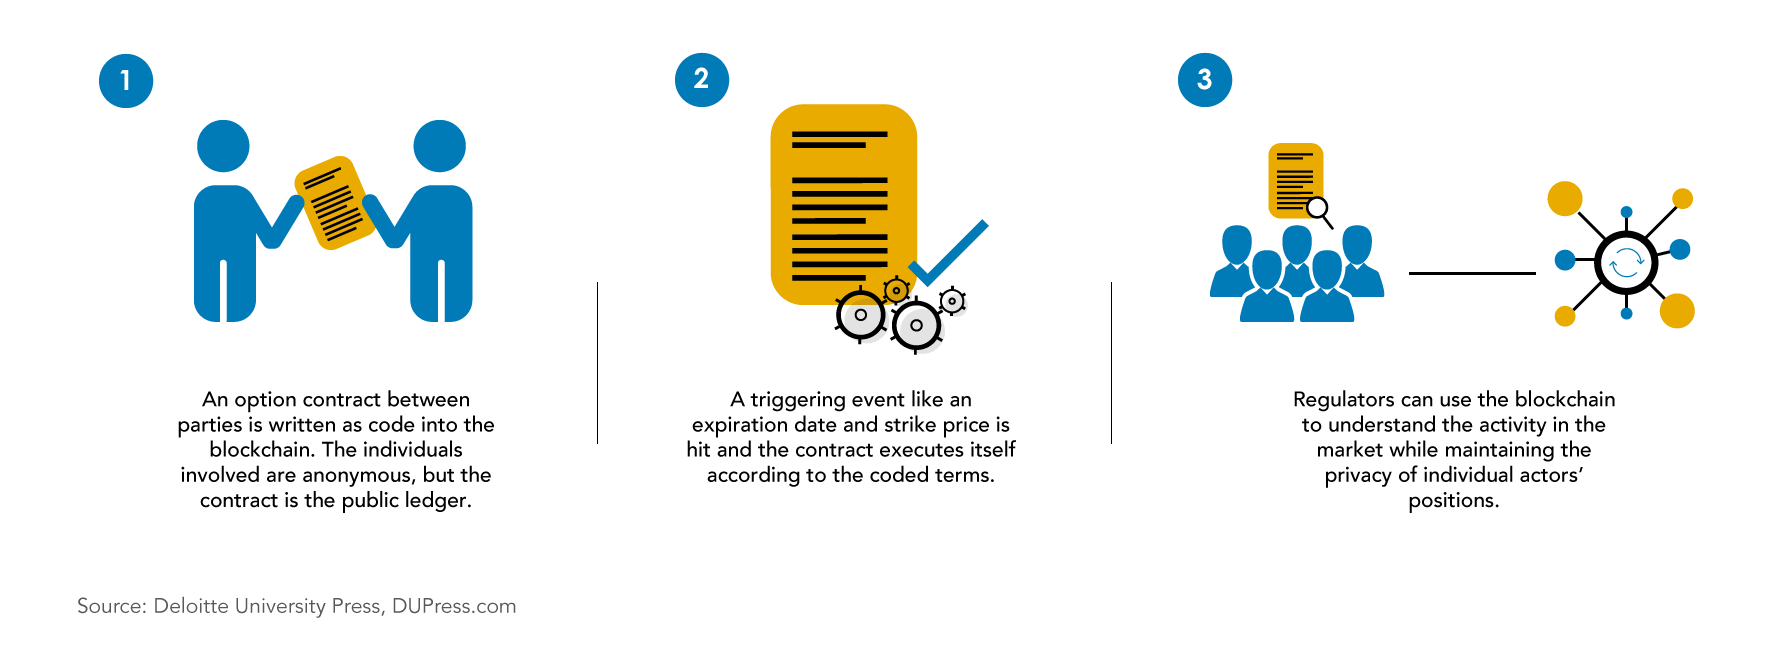 1
An option contract between
parties is written as code into the
blockchain. The individuals
involved are anonymous, but the
contract is the public ledger.
2
A triggering event like an
expiration date and strike price is
hit and the contract executes itself
according to the coded terms.
3
Regulators can use the blockchain
to understand the activity in the
market while maintaining the
privacy of individual actors’
positions.
Source: Deloitte University Press, DUPress.com